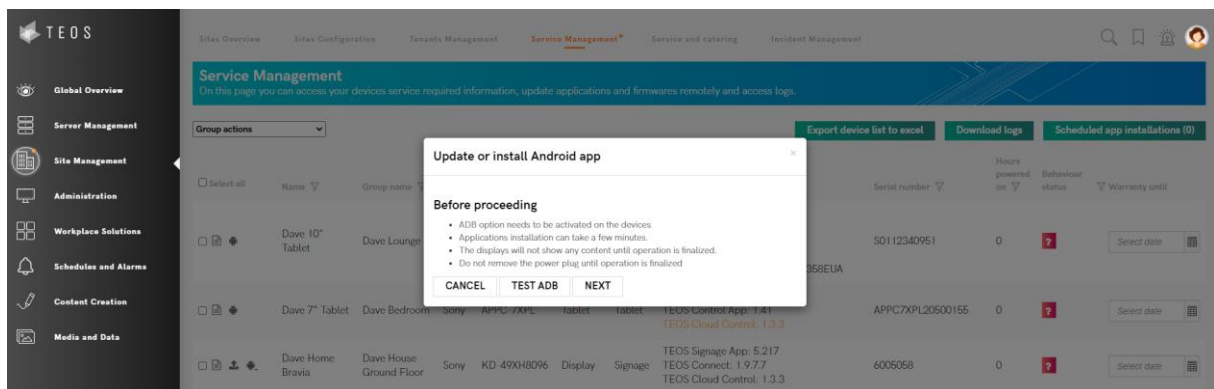 TEOS
Global Overview
Server Management
Site Management
Administration
Workplace Solutions
Schedules and Alarms
Content Creation
Media and Data
Sites Overview Sites Configuration Tenants Management Service Management Service and catering Incident Management
Service Management
On this page you can access your devices service required information, update applications and firmwares remotely and access logs.
Group actions Export device list to excel Download logs Scheduled app installations (0)
Select all Name Group name Serial number Hours powered on Behaviour status Warranty until
Update or install Android app ×
Before proceeding
• ADB option needs to be activated on the devices
• Applications installation can take a few minutes.
• The displays will not show any content until operation is finalized.
• Do not remove the power plug until operation is finalized
CANCEL TEST ADB NEXT
Dave 10"
Tablet
Dave Lounge 358EUA S0112340951 0 ? Select date
Dave 7" Tablet Dave Bedroom Sony APPC-7XPL Tablet Tablet TEOS Control App: 1.41
TEOS Cloud Control: 1.3.3
APPC7XPL20500155 0 ? Select date
Dave Home
Bravia
Dave House
Ground Floor
Sony KD-49XH8096 Display Signage
TEOS Signage App: 5.217
TEOS Connect: 1.9.7.7
TEOS Cloud Control: 1.3.3
6005058 0 ? Select date